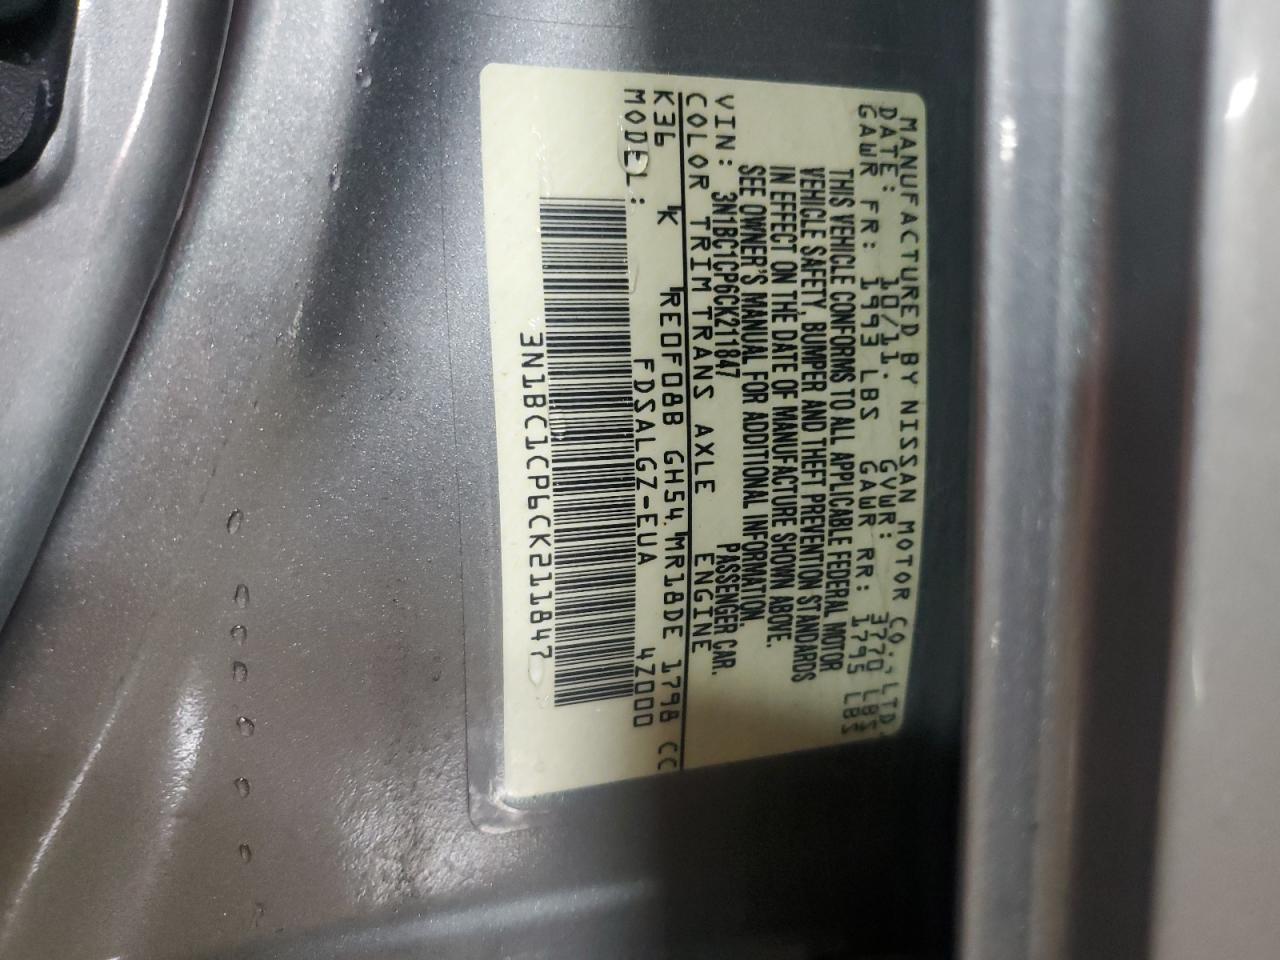 MANUFACTURED BY NISSAN MOTOR CO., LTD.
DATE: 10/11. GVWR: 3770 LBS.
GAWR FR: 1993 LBS GAWR RR: 1795 LBS
THIS VEHICLE CONFORMS TO ALL APPLICABLE FEDERAL MOTOR
VEHICLE SAFETY, BUMPER AND THEFT PREVENTION STANDARDS
IN EFFECT ON THE DATE OF MANUFACTURE SHOWN ABOVE.
SEE OWNER'S MANUAL FOR ADDITIONAL INFORMATION.
VIN: 3N1BC1CP6CK211847 PASSENGER CAR.
COLOR TRIM TRANS AXLE ENGINE
K36 K RE0F08B GH54 MR18DE 1798 CC
MODEL: FDSALGZ-EUA 4Z000
3N1BC1CP6CK211847